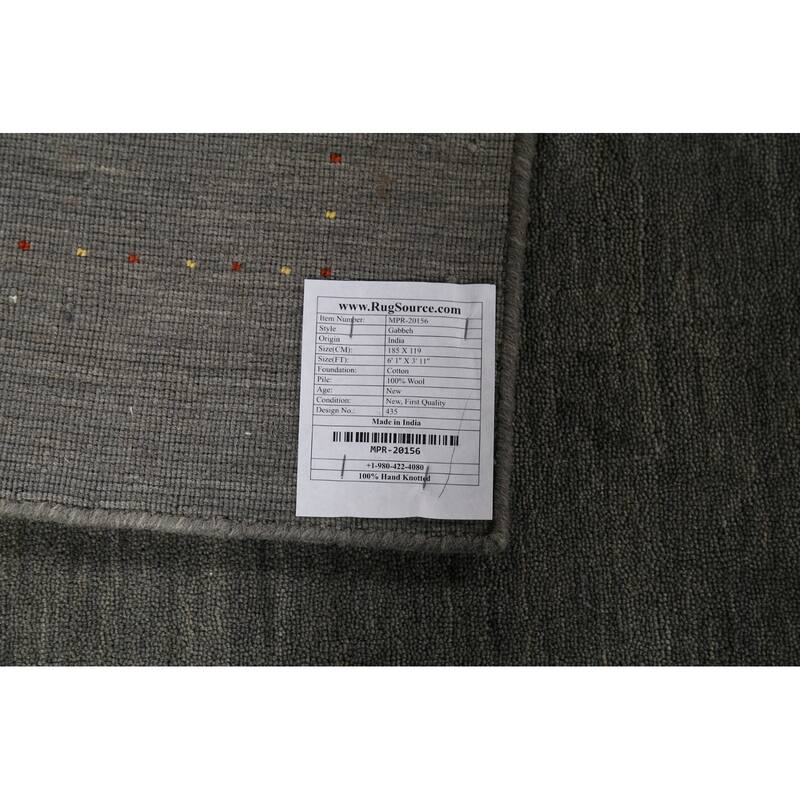 www.RugSource.com
Item Number: MPR-20156
Style Gabbeh
Origin India
Size(CM): 185 X 119
Size(FT): 6' 1" X 3' 11"
Foundation: Cotton
Pile: 100% Wool
Age: New
Condition: New, First Quality
Design No.: 435
Made in India
MPR-20156
+1-980-422-4080
100% Hand Knotted